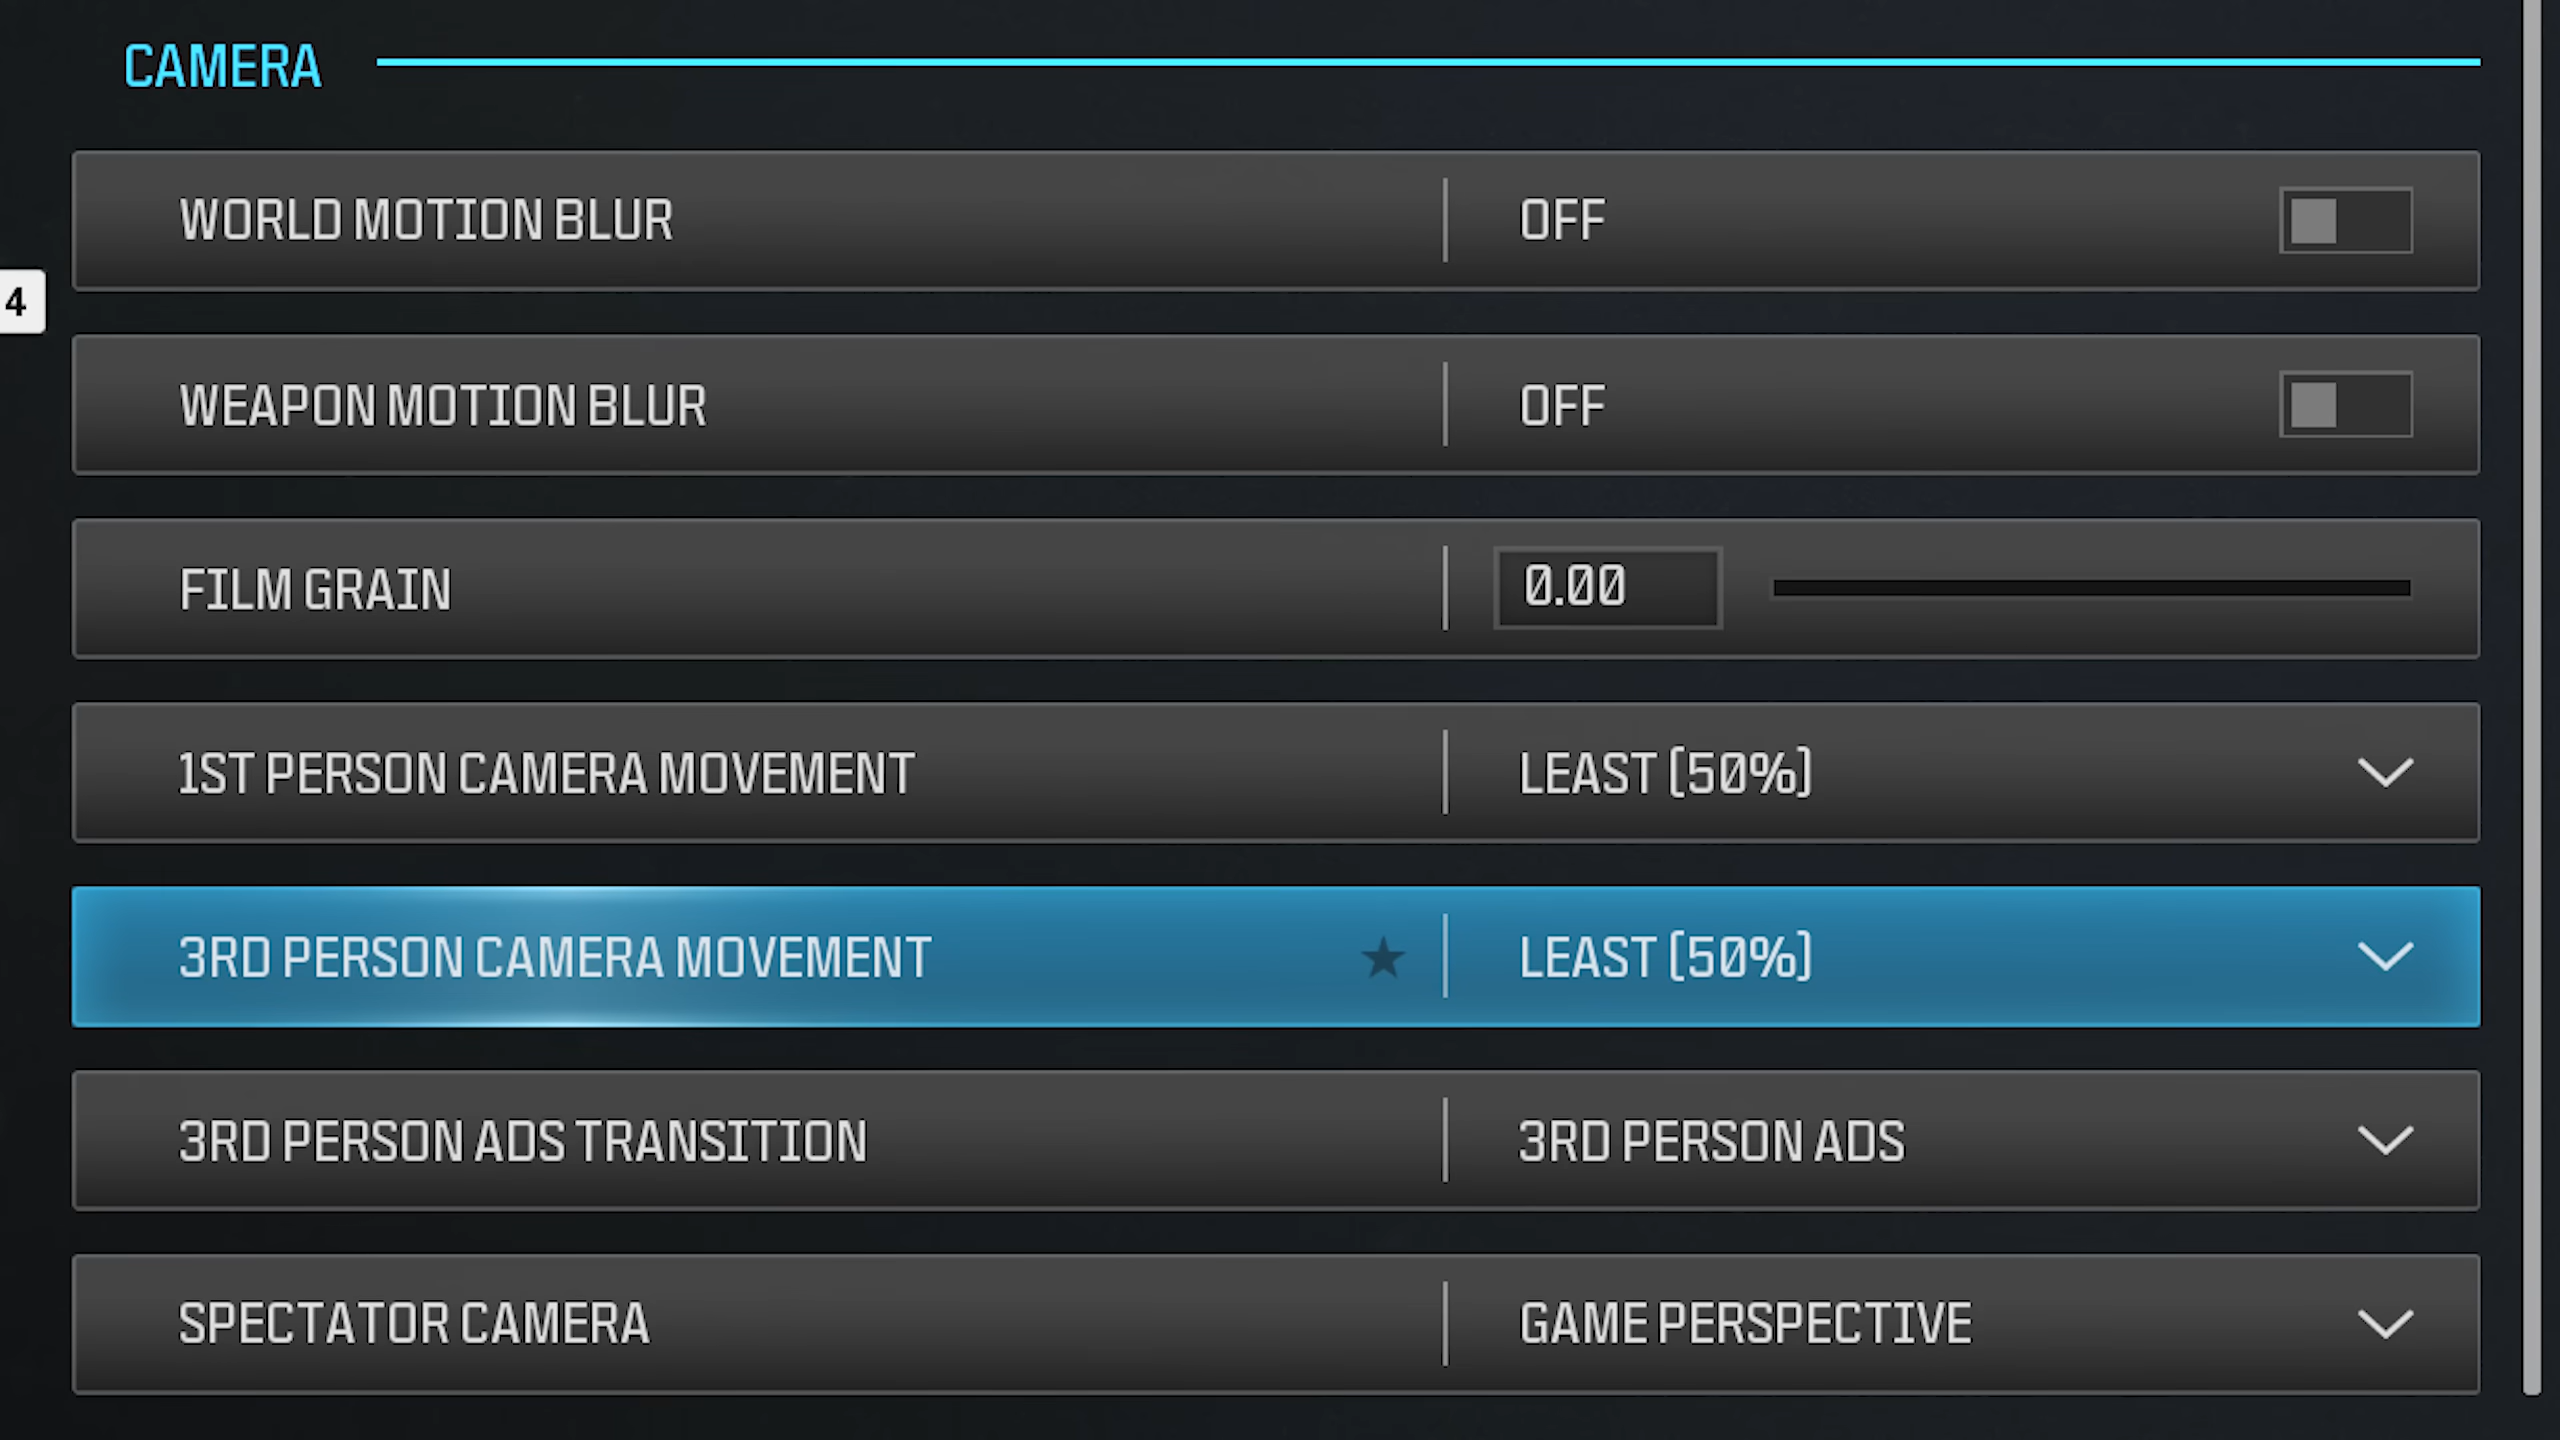 CAMERA
WORLD MOTION BLUR OFF
4
WEAPON MOTION BLUR OFF
FILM GRAIN 0.00
1ST PERSON CAMERA MOVEMENT LEAST (50%)
3RD PERSON CAMERA MOVEMENT LEAST (50%)
3RD PERSON ADS TRANSITION 3RD PERSON ADS
SPECTATOR CAMERA GAME PERSPECTIVE